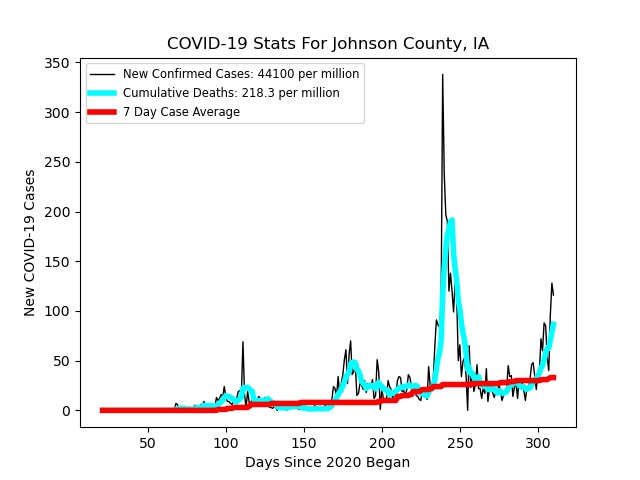 COVID-19 Stats For Johnson County, IA
New Confirmed Cases: 44100 per million
Cumulative Deaths: 218.3 per million
7 Day Case Average
New COVID-19 Cases
350
300
250
200
150
100
50
0
50 100 150 200 250 300
Days Since 2020 Began